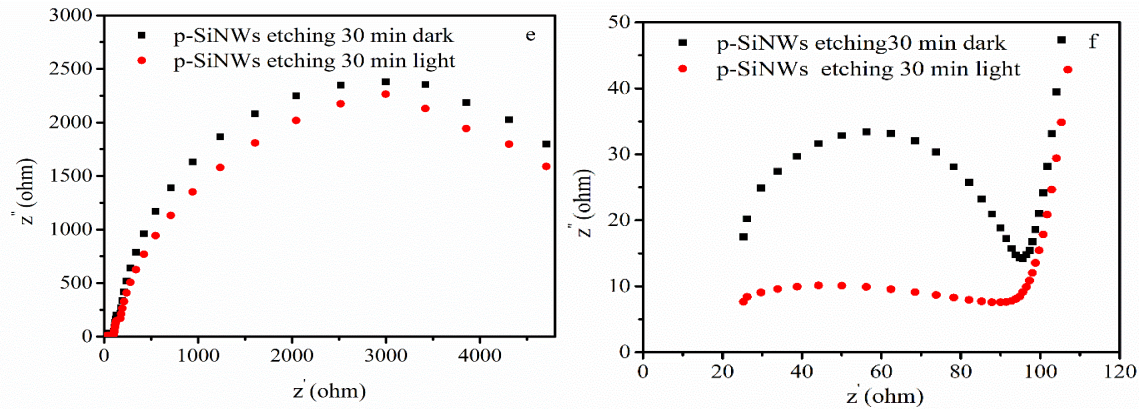 3000
2500
2000
1500
1000
500
0
z" (ohm)
p-SiNWs etching 30 min dark
p-SiNWs etching 30 min light
e
0 1000 2000 3000 4000
z' (ohm)
50
40
30
20
10
0
z" (ohm)
p-SiNWs etching30 min dark
p-SiNWs etching 30 min light
f
0 20 40 60 80 100 120
z' (ohm)